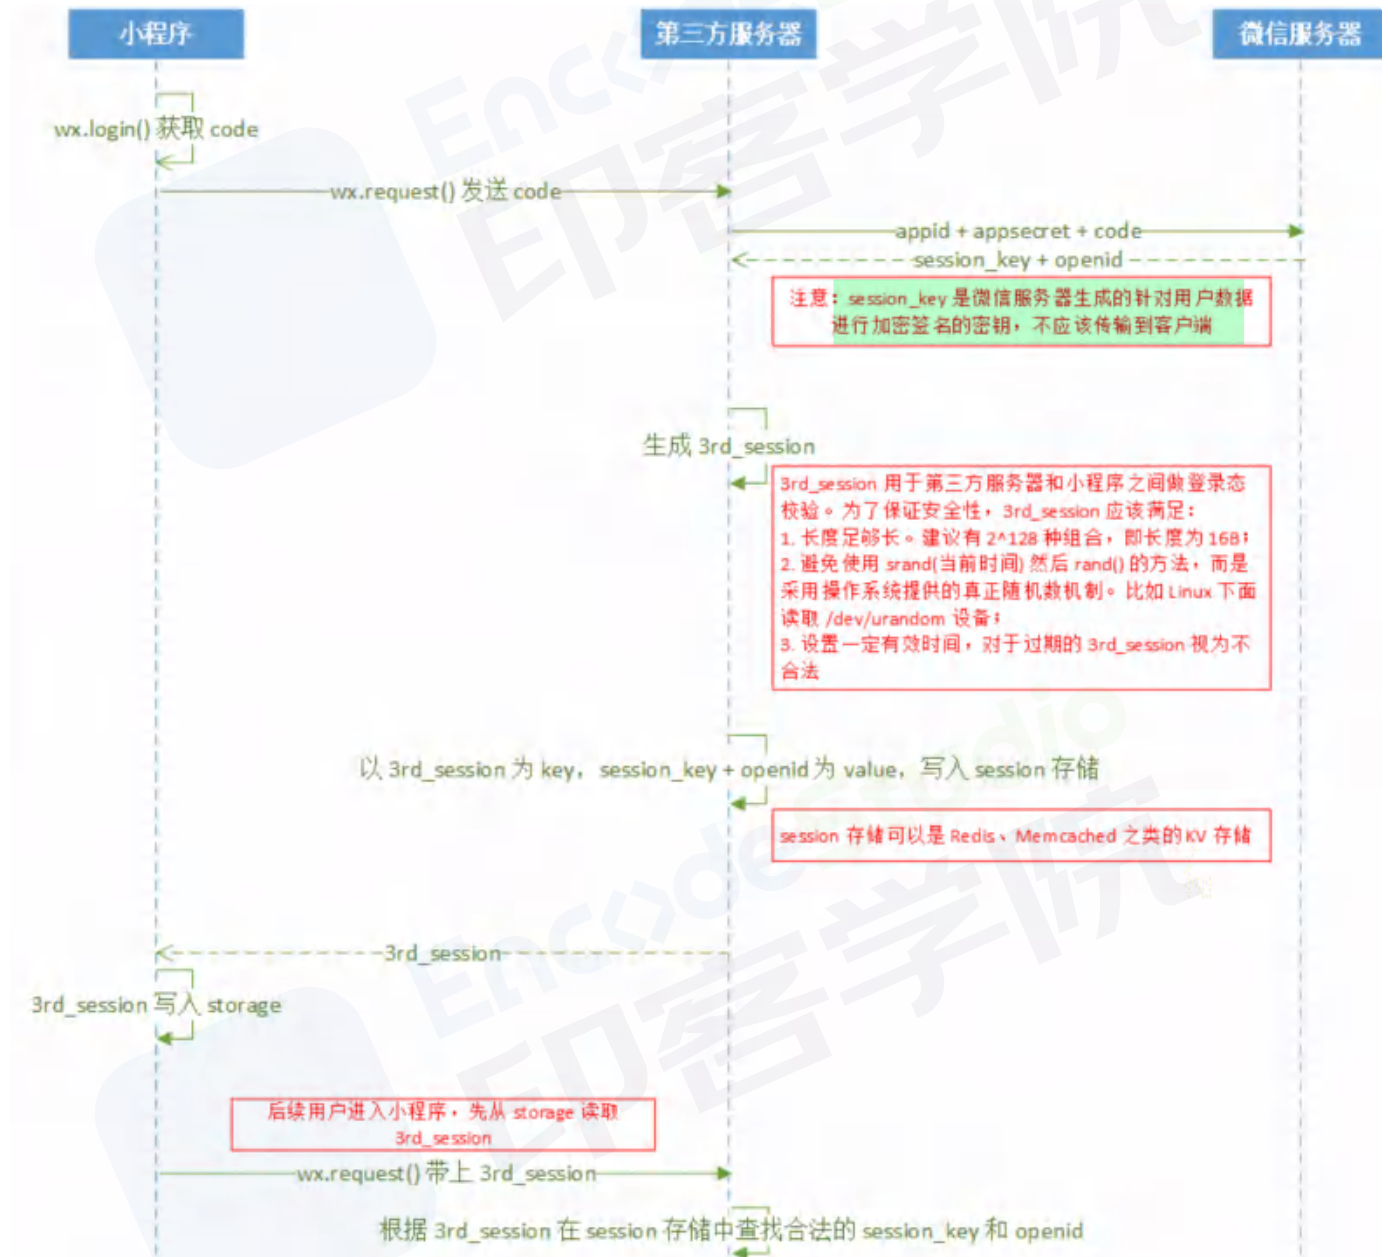 小程序
第三方服务器
微信服务器
wx.login() 获取 code
wx.request() 发送 code
appid + appsecret + code
session_key + openid
注意：session_key 是微信服务器生成的针对用户数据
进行加密签名的密钥，不应该传输到客户端
生成 3rd_session
3rd_session 用于第三方服务器和小程序之间做登录态
校验。为了保证安全性，3rd_session 应该满足：
1. 长度足够长。建议有 2^128 种组合，即长度为 16B；
2. 避免使用 srand(当前时间) 然后 rand() 的方法，而是
采用操作系统提供的真正随机数机制。比如 Linux 下面
读取 /dev/urandom 设备；
3. 设置一定有效时间，对于过期的 3rd_session 视为不
合法
以 3rd_session 为 key，session_key + openid 为 value，写入 session 存储
session 存储可以是 Redis、Memcached 之类的 KV 存储
3rd_session
3rd_session 写入 storage
后续用户进入小程序，先从 storage 读取
3rd_session
wx.request() 带上 3rd_session
根据 3rd_session 在 session 存储中查找合法的 session_key 和 openid
印客学院
Encode Studio
印客学院